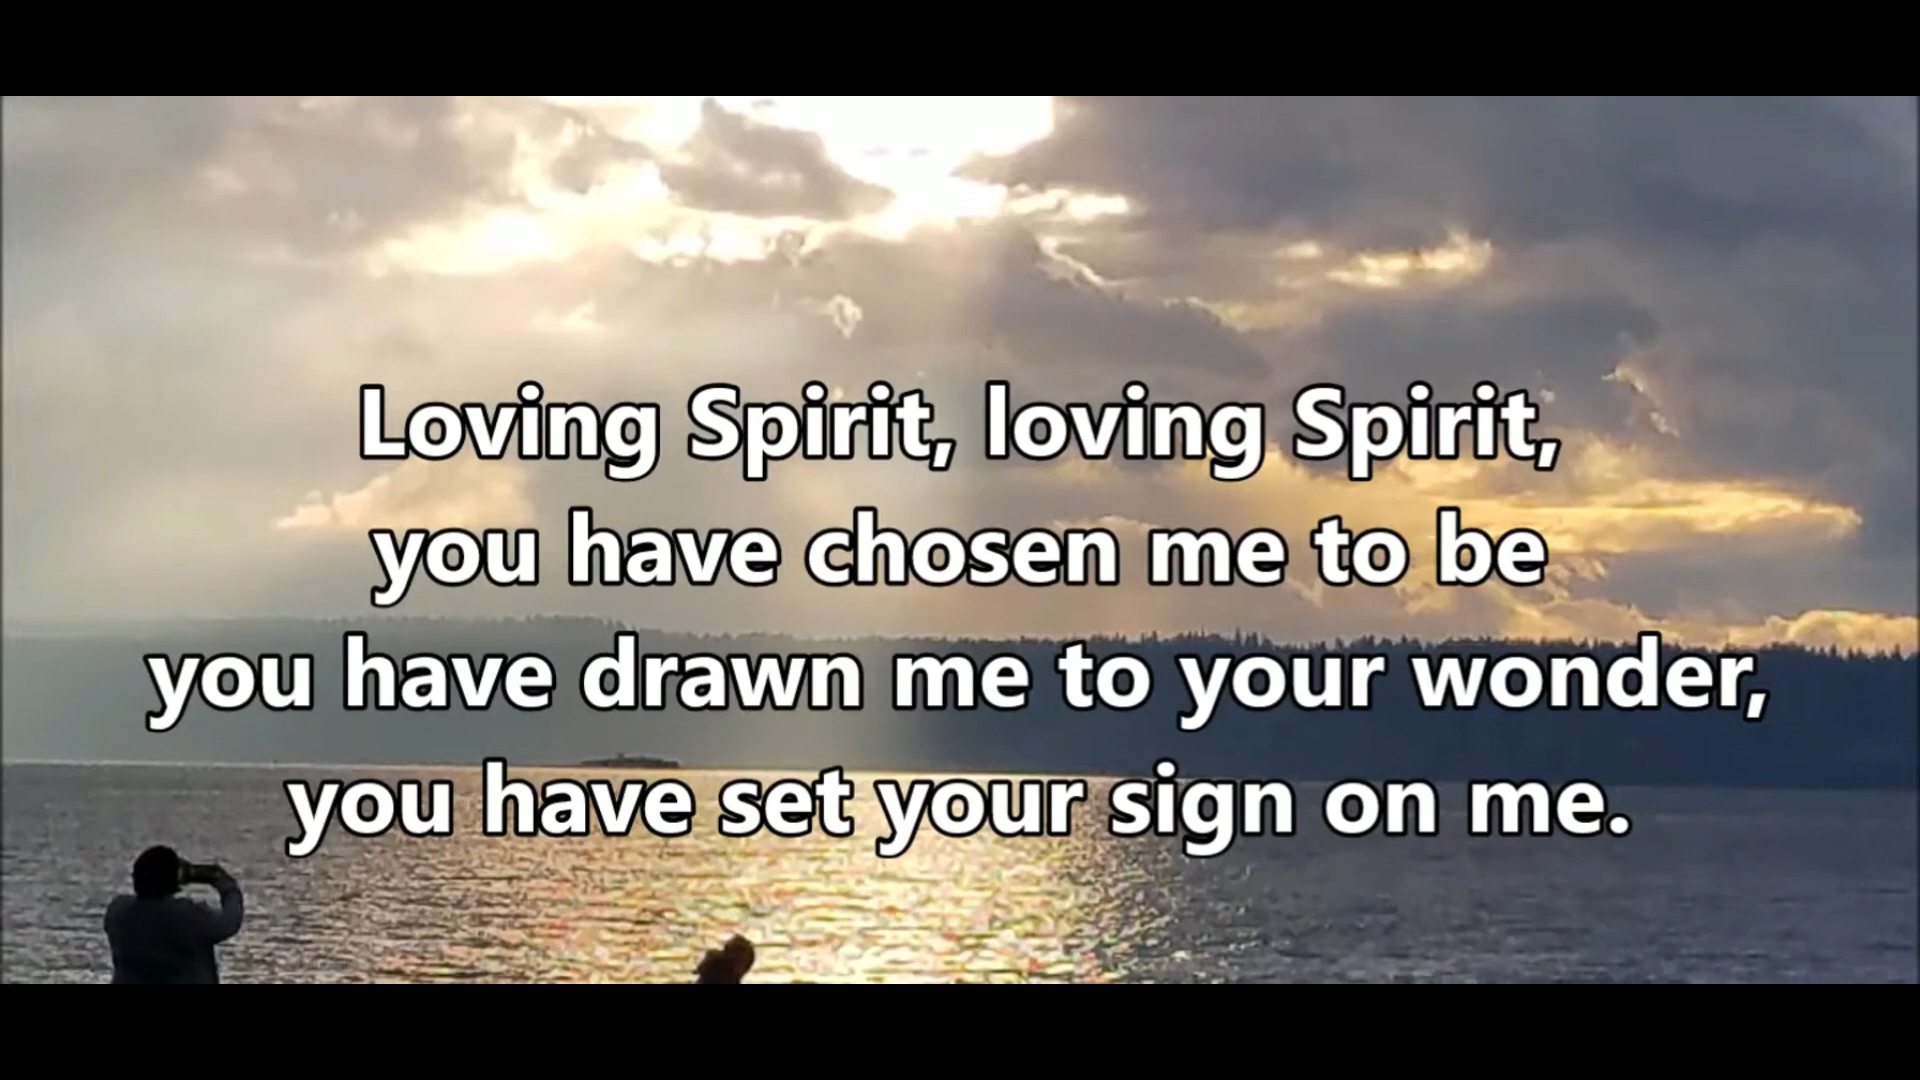 Loving Spirit, loving Spirit,
you have chosen me to be
you have drawn me to your wonder,
you have set your sign on me.